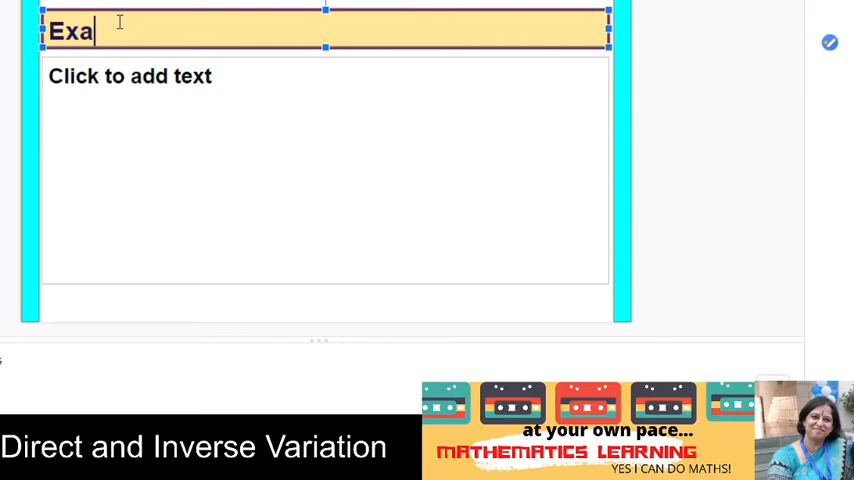 Exa
Click to add text
Direct and Inverse Variation
at your own pace...
MATHEMATICS LEARNING
YES I CAN DO MATHS!